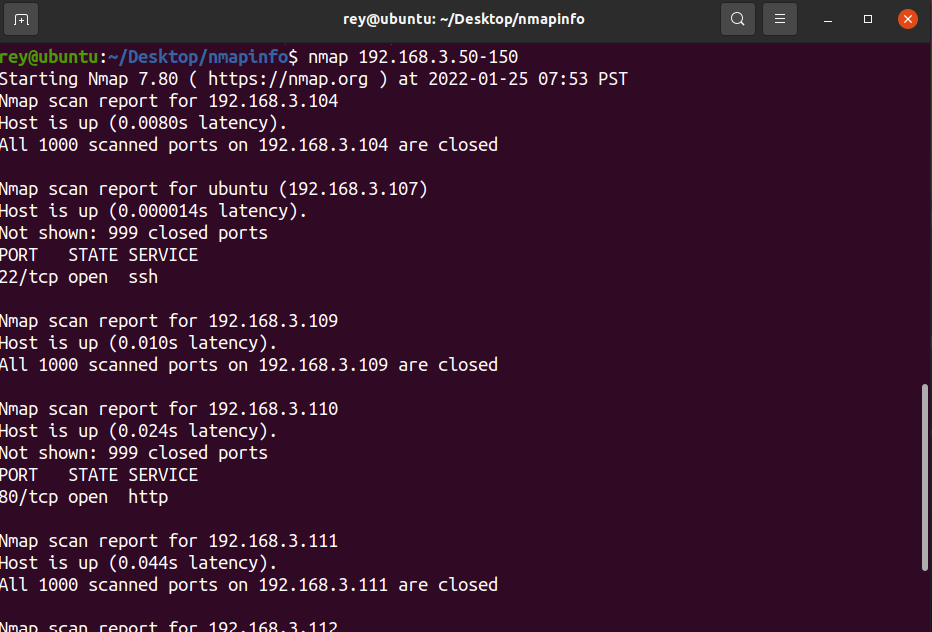 rey@ubuntu: ~/Desktop/nmapinfo
rey@ubuntu:~/Desktop/nmapinfo$ nmap 192.168.3.50-150
Starting Nmap 7.80 ( https://nmap.org ) at 2022-01-25 07:53 PST
Nmap scan report for 192.168.3.104
Host is up (0.0080s latency).
All 1000 scanned ports on 192.168.3.104 are closed
Nmap scan report for ubuntu (192.168.3.107)
Host is up (0.000014s latency).
Not shown: 999 closed ports
PORT   STATE SERVICE
22/tcp open  ssh
Nmap scan report for 192.168.3.109
Host is up (0.010s latency).
All 1000 scanned ports on 192.168.3.109 are closed
Nmap scan report for 192.168.3.110
Host is up (0.024s latency).
Not shown: 999 closed ports
PORT   STATE SERVICE
80/tcp open  http
Nmap scan report for 192.168.3.111
Host is up (0.044s latency).
All 1000 scanned ports on 192.168.3.111 are closed
Nmap scan report for 192.168.3.112